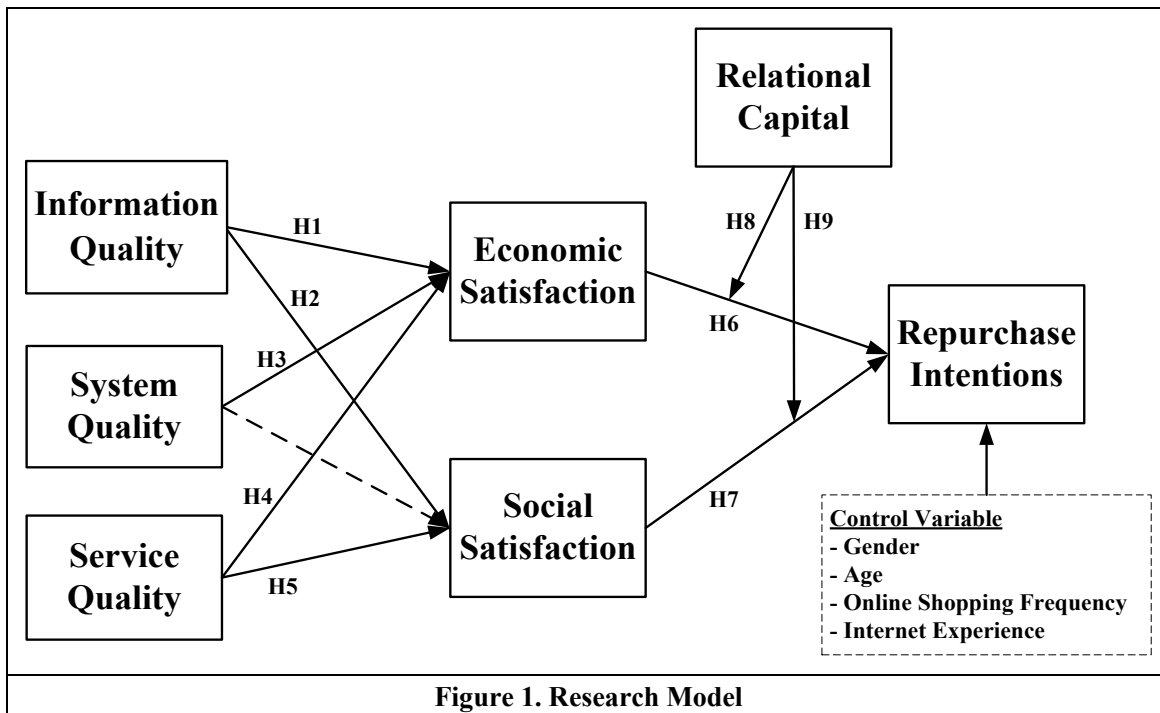 Relational
Capital
Information
Quality
H1
H2
Economic
Satisfaction
H8
H9
H6
Repurchase
Intentions
System
Quality
H3
H4
Service
Quality
H5
Social
Satisfaction
H7
Control Variable
- Gender
- Age
- Online Shopping Frequency
- Internet Experience
Figure 1. Research Model